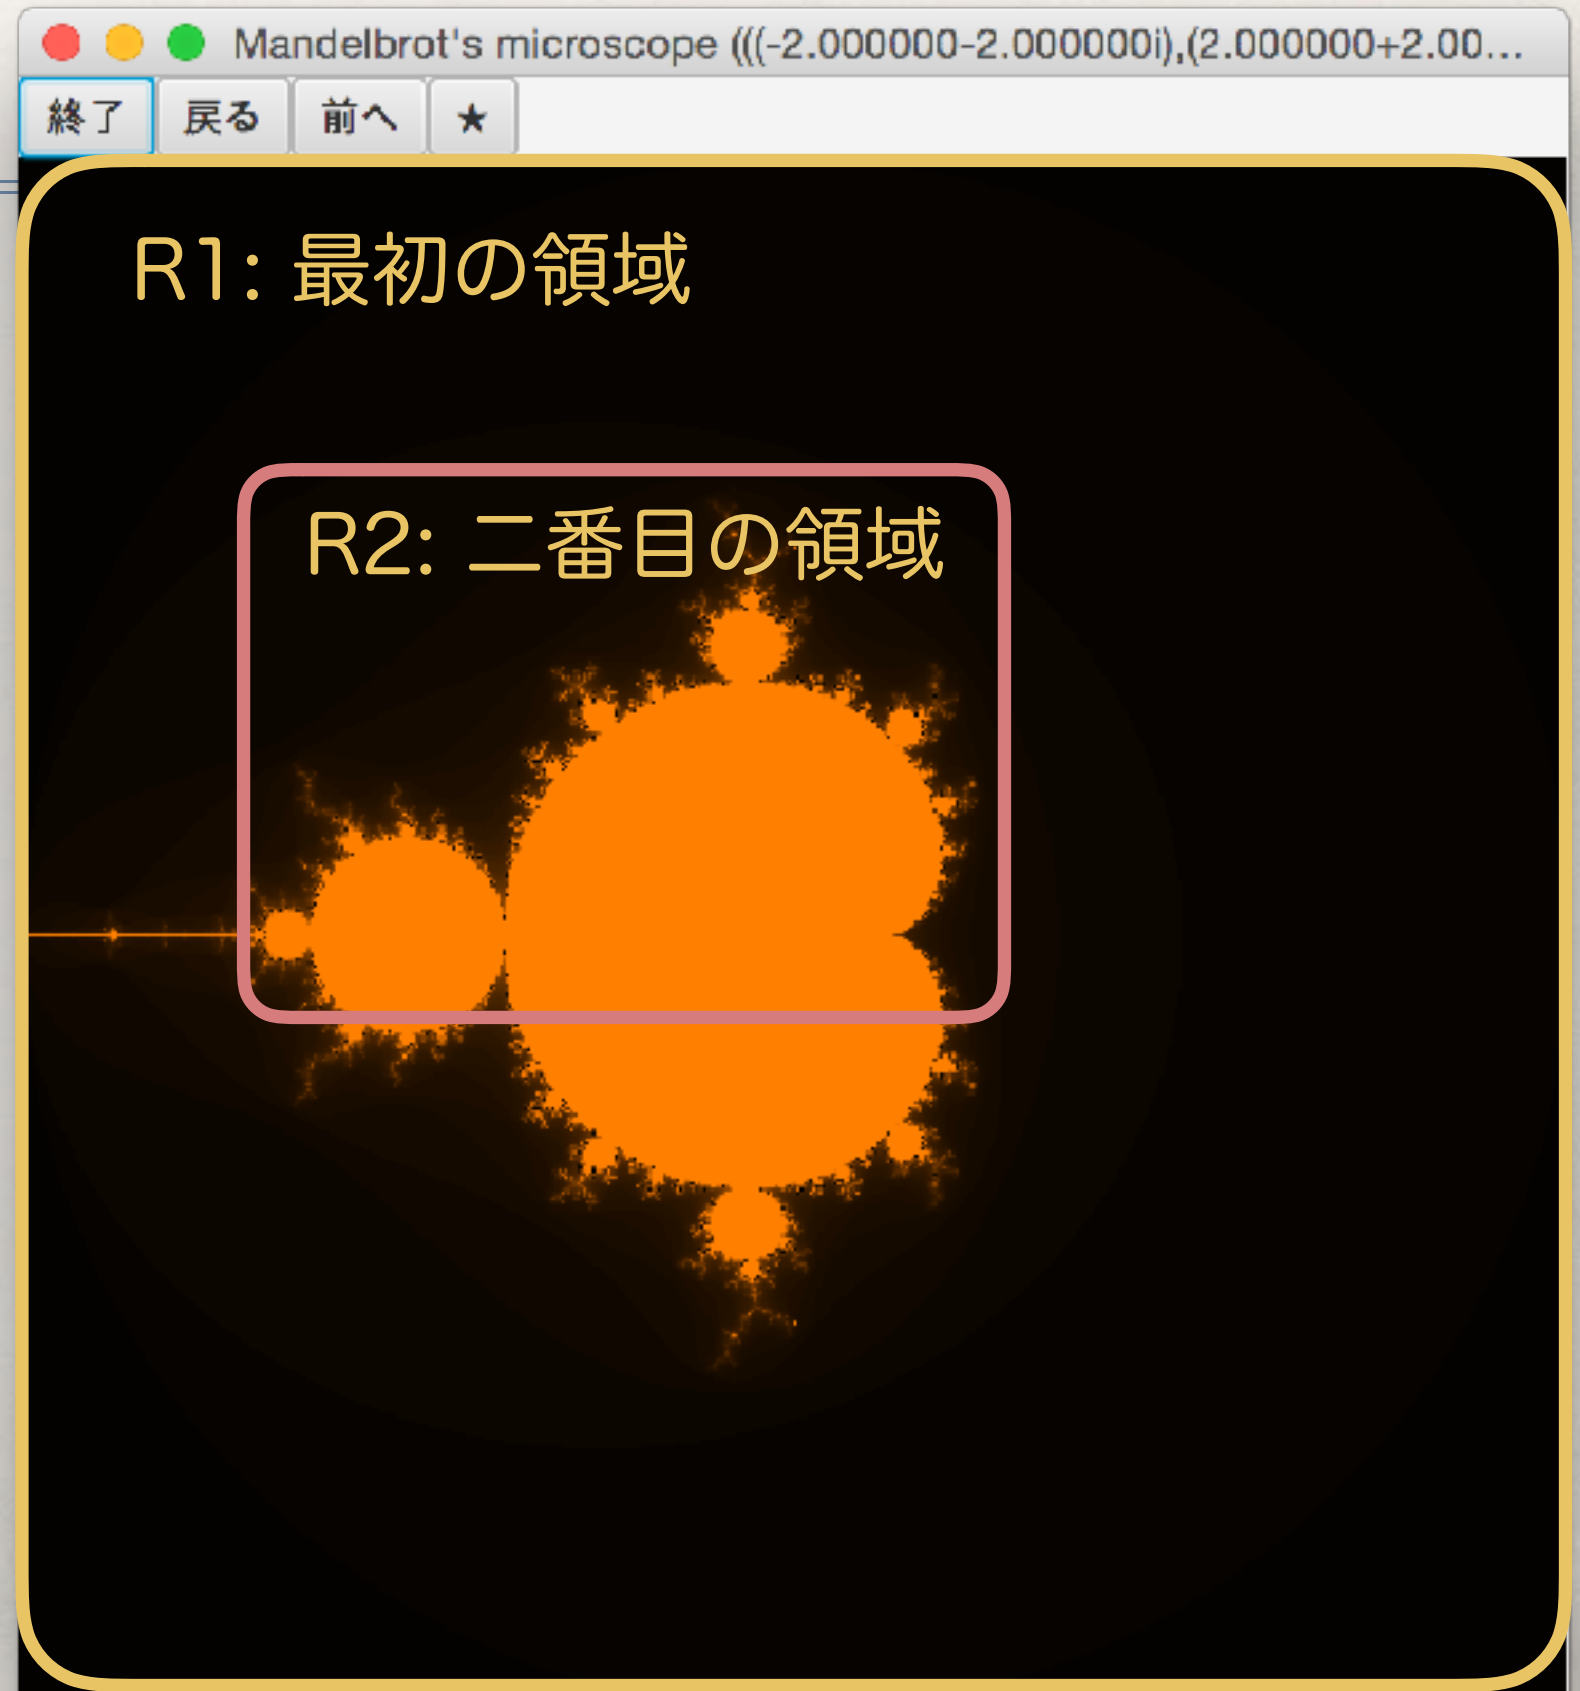 Mandelbrot's microscope (((-2.000000-2.000000i),(2.000000+2.00...
終了 戻る 前へ ★
R1: 最初の領域
R2: 二番目の領域